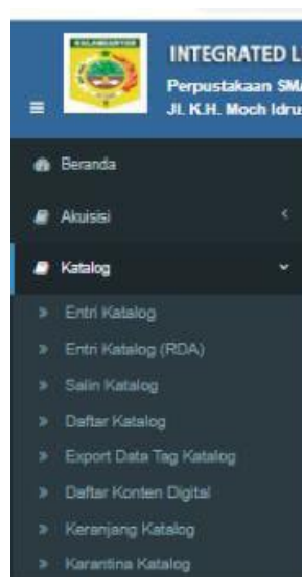 INTEGRATED L
Perpustakaan SMA
Jl. K.H. Moch Idru
Beranda
Akuisisi
Katalog
Entri Katalog
Entri Katalog (RDA)
Salin Katalog
Daftar Katalog
Export Data Tag Katalog
Daftar Konten Digital
Keranjang Katalog
Karantina Katalog